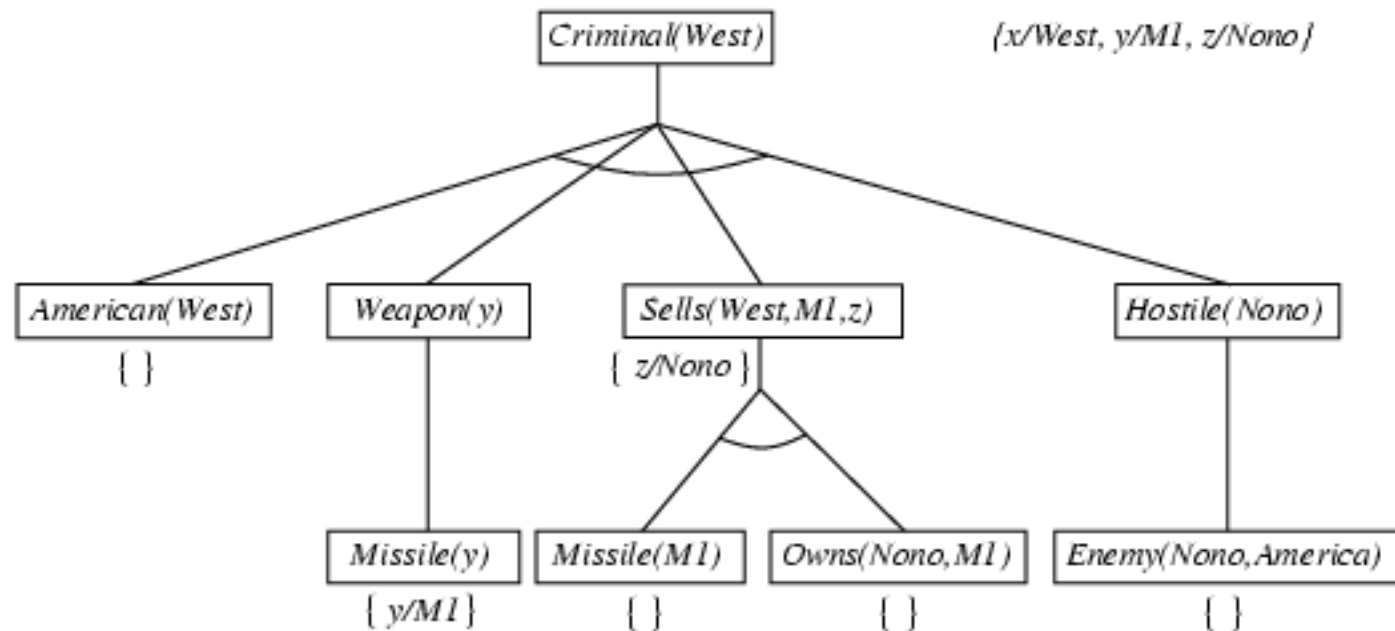 Criminal(West)
{x/West, y/M1, z/Nono}
American(West)
Weapon(y)
Sells(West,M1,z)
Hostile(Nono)
{ }
{ z/Nono }
Missile(y)
Missile(M1)
Owns(Nono,M1)
Enemy(Nono,America)
{ y/M1 }
{ }
{ }
{ }